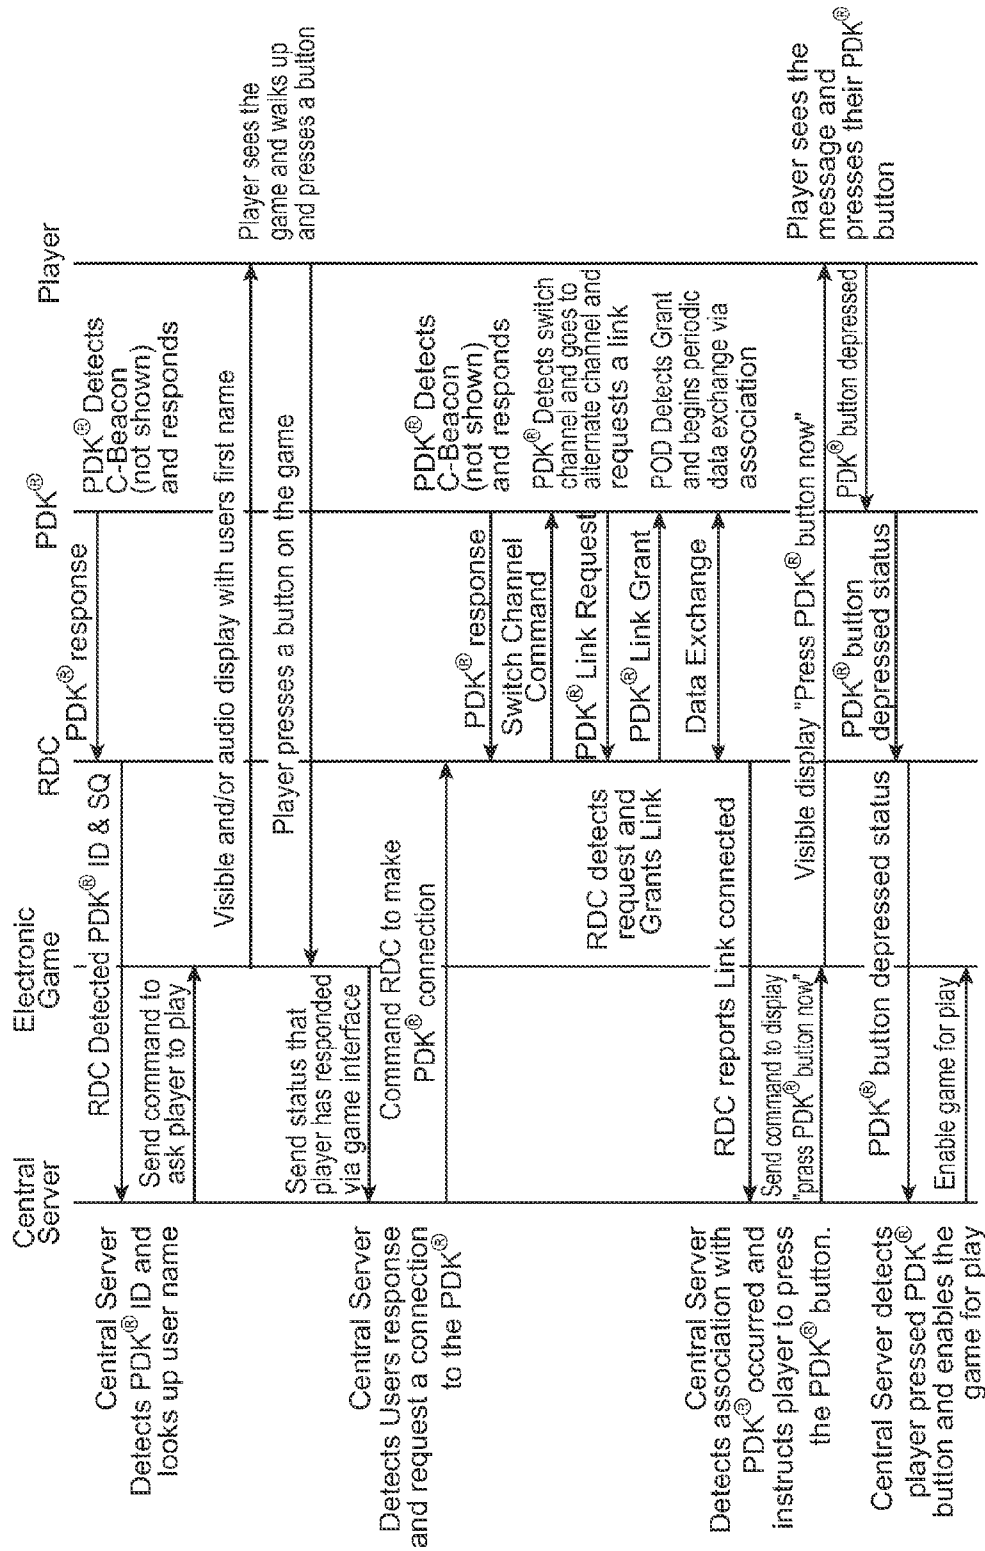 Central
Server
Electronic
Game
RDC
PDK®
Player
Central Server
Detects PDK® ID and
looks up user name
RDC Detected PDK® ID & SQ
PDK® response
PDK® Detects
C-Beacon
(not shown)
and responds
Send command to
ask player to play
Visible and/or audio display with users first name
Player sees the
game and walks up
and presses a button
Player presses a button on the game
Send status that
player has responded
via game interface
Central Server
Detects Users response
and request a connection
to the PDK®
Command RDC to make
PDK® connection
PDK® response
PDK® Detects
C-Beacon
(not shown)
and responds
Switch Channel
Command
PDK® Detects switch
channel and goes to
alternate channel and
requests a link
PDK® Link Request
RDC detects
request and
Grants Link
PDK® Link Grant
POD Detects Grant
and begins periodic
data exchange via
association
Data Exchange
RDC reports Link connected
Central Server
Detects association with
PDK® occurred and
instructs player to press
the PDK® button.
Send command to display
"prass PDK® button now"
Visible display "Press PDK® button now"
Player sees the
message and
presses their PDK®
button
PDK® button depressed
PDK® button
depressed status
PDK® button depressed status
Central Server detects
player pressed PDK®
button and enables the
game for play
Enable game for play